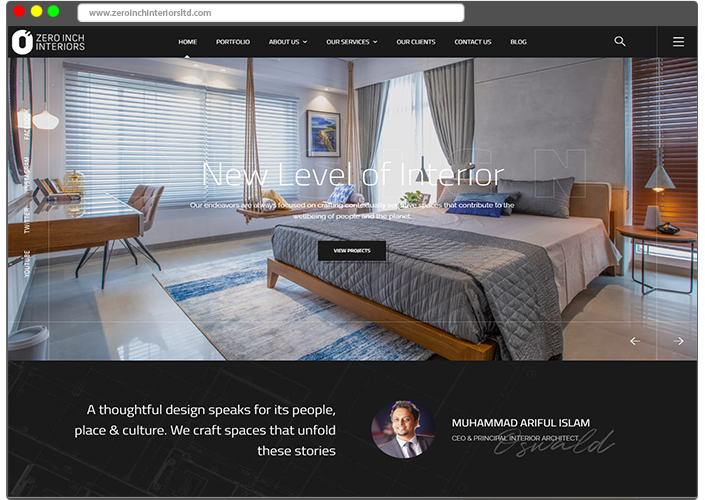 www.zeroinchinteriorsltd.com
ZERO INCH
INTERIORS
HOME PORTFOLIO ABOUT US OUR SERVICES OUR CLIENTS CONTACT US BLOG
FACEBOOK
INSTAGRAM
TWITTER
YOUTUBE
New Level of Interior
Our endeavors are always focused on crafting contextually sensitive spaces that contribute to the
wellbeing of people and the planet.
VIEW PROJECTS
A thoughtful design speaks for its people,
place & culture. We craft spaces that unfold
these stories
MUHAMMAD ARIFUL ISLAM
CEO & PRINCIPAL INTERIOR ARCHITECT
Oswald